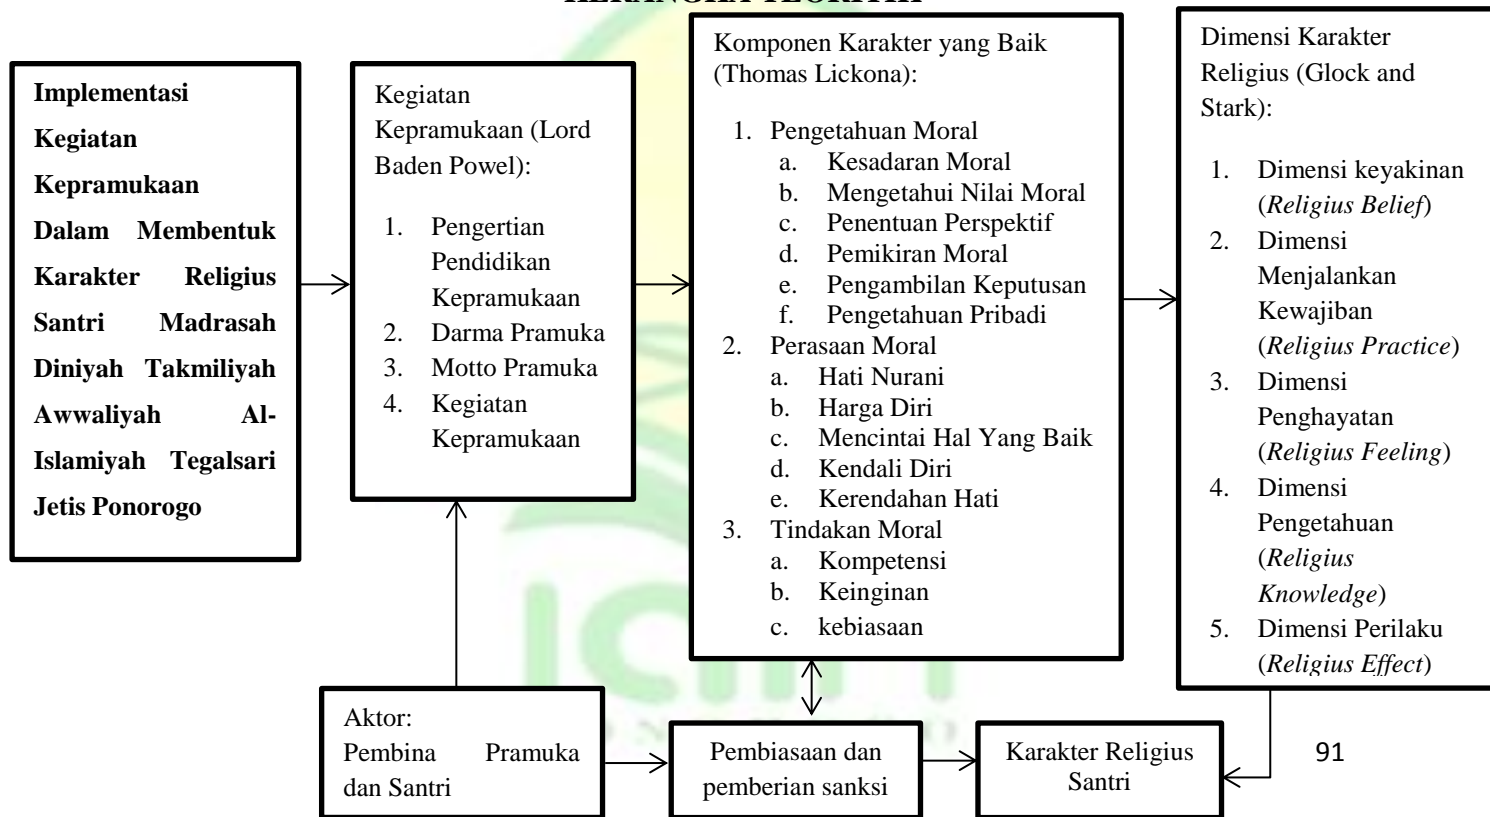 KERANGKA TEORITIK
Implementasi
Kegiatan
Kepramukaan
Dalam Membentuk
Karakter Religius
Santri Madrasah
Diniyah Takmiliyah
Awwaliyah Al-
Islamiyah Tegalsari
Jetis Ponorogo
Kegiatan
Kepramukaan (Lord
Baden Powel):
1. Pengertian
Pendidikan
Kepramukaan
2. Darma Pramuka
3. Motto Pramuka
4. Kegiatan
Kepramukaan
Komponen Karakter yang Baik
(Thomas Lickona):
1. Pengetahuan Moral
a. Kesadaran Moral
b. Mengetahui Nilai Moral
c. Penentuan Perspektif
d. Pemikiran Moral
e. Pengambilan Keputusan
f. Pengetahuan Pribadi
2. Perasaan Moral
a. Hati Nurani
b. Harga Diri
c. Mencintai Hal Yang Baik
d. Kendali Diri
e. Kerendahan Hati
3. Tindakan Moral
a. Kompetensi
b. Keinginan
c. kebiasaan
Dimensi Karakter
Religius (Glock and
Stark):
1. Dimensi keyakinan
(Religius Belief)
2. Dimensi
Menjalankan
Kewajiban
(Religius Practice)
3. Dimensi
Penghayatan
(Religius Feeling)
4. Dimensi
Pengetahuan
(Religius
Knowledge)
5. Dimensi Perilaku
(Religius Effect)
Aktor:
Pembina Pramuka
dan Santri
Pembiasaan dan
pemberian sanksi
Karakter Religius
Santri
91